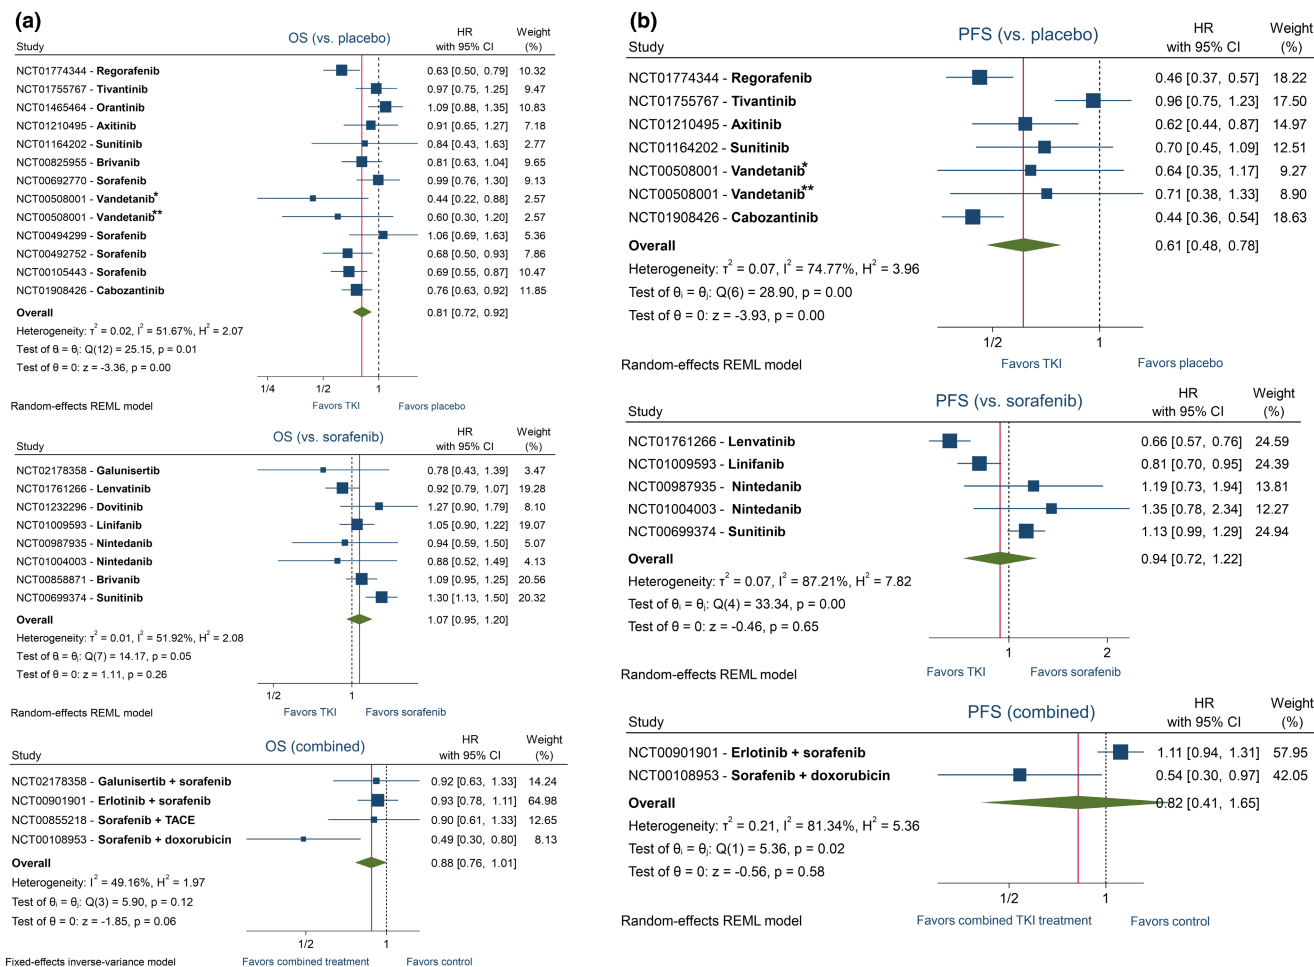 (a)
OS (vs. placebo)
HR Weight
Study with 95% CI (%)
NCT01774344 - Regorafenib 0.63 [0.50, 0.79] 10.32
NCT01755767 - Tivantinib 0.97 [0.75, 1.25] 9.47
NCT01465464 - Orantinib 1.09 [0.88, 1.35] 10.83
NCT01210495 - Axitinib 0.91 [0.65, 1.27] 7.18
NCT01164202 - Sunitinib 0.84 [0.43, 1.63] 2.77
NCT00825955 - Brivanib 0.81 [0.63, 1.04] 9.65
NCT00692770 - Sorafenib 0.99 [0.76, 1.30] 9.13
NCT00508001 - Vandetanib* 0.44 [0.22, 0.88] 2.57
NCT00508001 - Vandetanib** 0.60 [0.30, 1.20] 2.57
NCT00494299 - Sorafenib 1.06 [0.69, 1.63] 5.36
NCT00492752 - Sorafenib 0.68 [0.50, 0.93] 7.86
NCT00105443 - Sorafenib 0.69 [0.55, 0.87] 10.47
NCT01908426 - Cabozantinib 0.76 [0.63, 0.92] 11.85
Overall 0.81 [0.72, 0.92]
Heterogeneity: τ² = 0.02, I² = 51.67%, H² = 2.07
Test of θᵢ = θⱼ: Q(12) = 25.15, p = 0.01
Test of θ = 0: z = -3.36, p = 0.00
1/4 1/2 1
Random-effects REML model Favors TKI Favors placebo
OS (vs. sorafenib)
HR Weight
Study with 95% CI (%)
NCT02178358 - Galunisertib 0.78 [0.43, 1.39] 3.47
NCT01761266 - Lenvatinib 0.92 [0.79, 1.07] 19.28
NCT01232296 - Dovitinib 1.27 [0.90, 1.79] 8.10
NCT01009593 - Linifanib 1.05 [0.90, 1.22] 19.07
NCT00987935 - Nintedanib 0.94 [0.59, 1.50] 5.07
NCT01004003 - Nintedanib 0.88 [0.52, 1.49] 4.13
NCT00858871 - Brivanib 1.09 [0.95, 1.25] 20.56
NCT00699374 - Sunitinib 1.30 [1.13, 1.50] 20.32
Overall 1.07 [0.95, 1.20]
Heterogeneity: τ² = 0.01, I² = 51.92%, H² = 2.08
Test of θᵢ = θⱼ: Q(7) = 14.17, p = 0.05
Test of θ = 0: z = 1.11, p = 0.26
1/2 1
Random-effects REML model Favors TKI Favors sorafenib
OS (combined)
HR Weight
Study with 95% CI (%)
NCT02178358 - Galunisertib + sorafenib 0.92 [0.63, 1.33] 14.24
NCT00901901 - Erlotinib + sorafenib 0.93 [0.78, 1.11] 64.98
NCT00855218 - Sorafenib + TACE 0.90 [0.61, 1.33] 12.65
NCT00108953 - Sorafenib + doxorubicin 0.49 [0.30, 0.80] 8.13
Overall 0.88 [0.76, 1.01]
Heterogeneity: I² = 49.16%, H² = 1.97
Test of θᵢ = θⱼ: Q(3) = 5.90, p = 0.12
Test of θ = 0: z = -1.85, p = 0.06
1/2 1
Fixed-effects inverse-variance model Favors combined treatment Favors control
(b)
PFS (vs. placebo)
HR Weight
Study with 95% CI (%)
NCT01774344 - Regorafenib 0.46 [0.37, 0.57] 18.22
NCT01755767 - Tivantinib 0.96 [0.75, 1.23] 17.50
NCT01210495 - Axitinib 0.62 [0.44, 0.87] 14.97
NCT01164202 - Sunitinib 0.70 [0.45, 1.09] 12.51
NCT00508001 - Vandetanib* 0.64 [0.35, 1.17] 9.27
NCT00508001 - Vandetanib** 0.71 [0.38, 1.33] 8.90
NCT01908426 - Cabozantinib 0.44 [0.36, 0.54] 18.63
Overall 0.61 [0.48, 0.78]
Heterogeneity: τ² = 0.07, I² = 74.77%, H² = 3.96
Test of θᵢ = θⱼ: Q(6) = 28.90, p = 0.00
Test of θ = 0: z = -3.93, p = 0.00
1/2 1
Random-effects REML model Favors TKI Favors placebo
PFS (vs. sorafenib)
HR Weight
Study with 95% CI (%)
NCT01761266 - Lenvatinib 0.66 [0.57, 0.76] 24.59
NCT01009593 - Linifanib 0.81 [0.70, 0.95] 24.39
NCT00987935 - Nintedanib 1.19 [0.73, 1.94] 13.81
NCT01004003 - Nintedanib 1.35 [0.78, 2.34] 12.27
NCT00699374 - Sunitinib 1.13 [0.99, 1.29] 24.94
Overall 0.94 [0.72, 1.22]
Heterogeneity: τ² = 0.07, I² = 87.21%, H² = 7.82
Test of θᵢ = θⱼ: Q(4) = 33.34, p = 0.00
Test of θ = 0: z = -0.46, p = 0.65
1 2
Favors TKI Favors sorafenib
Random-effects REML model
PFS (combined)
HR Weight
Study with 95% CI (%)
NCT00901901 - Erlotinib + sorafenib 1.11 [0.94, 1.31] 57.95
NCT00108953 - Sorafenib + doxorubicin 0.54 [0.30, 0.97] 42.05
Overall 0.82 [0.41, 1.65]
Heterogeneity: τ² = 0.21, I² = 81.34%, H² = 5.36
Test of θᵢ = θⱼ: Q(1) = 5.36, p = 0.02
Test of θ = 0: z = -0.56, p = 0.58
1/2 1
Random-effects REML model Favors combined TKI treatment Favors control